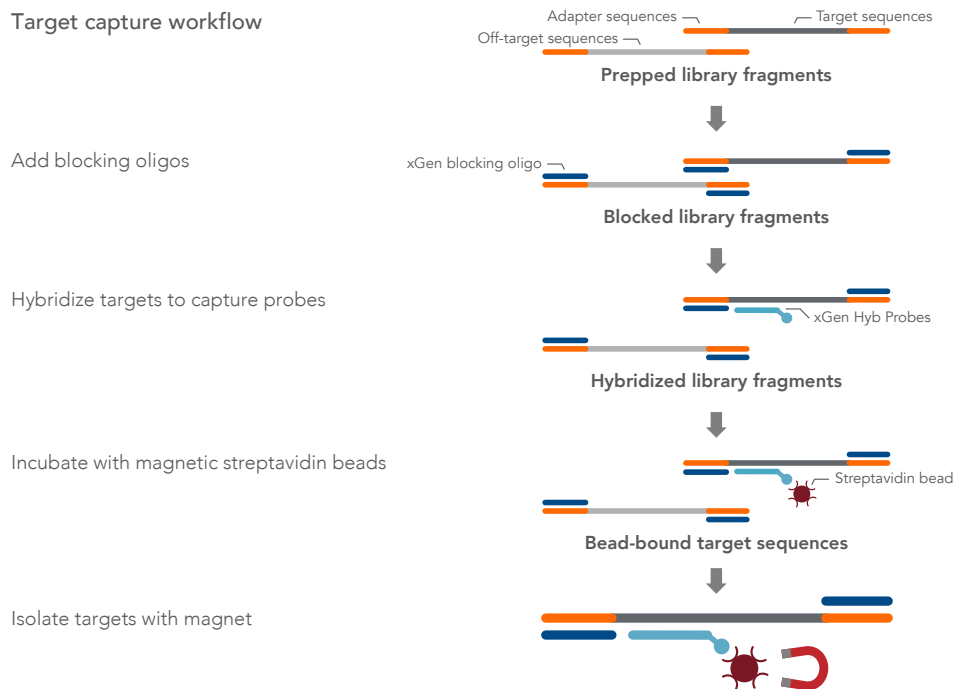 Target capture workflow
Adapter sequences
Target sequences
Off-target sequences
Prepped library fragments
Add blocking oligos
xGen blocking oligo
Blocked library fragments
Hybridize targets to capture probes
xGen Hyb Probes
Hybridized library fragments
Incubate with magnetic streptavidin beads
Streptavidin bead
Bead-bound target sequences
Isolate targets with magnet